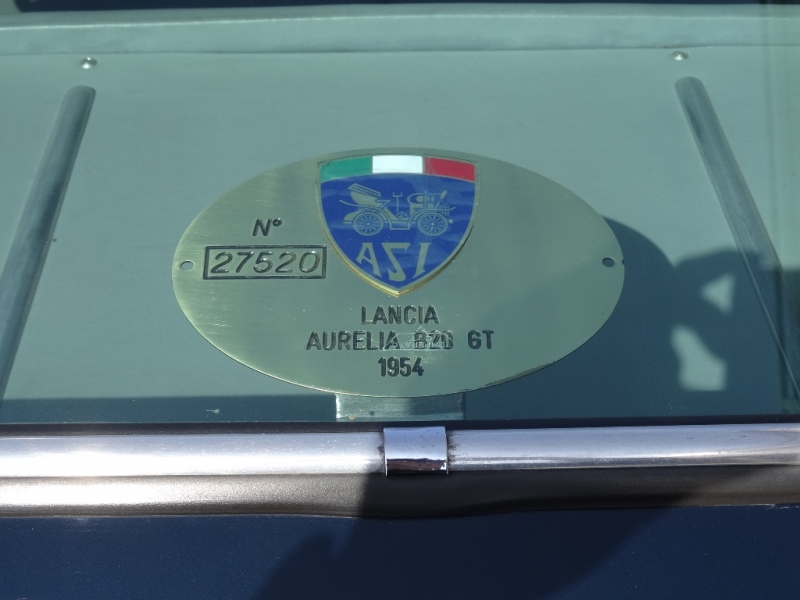 N°
27520
ASI
LANCIA
AURELIA B20 GT
1954